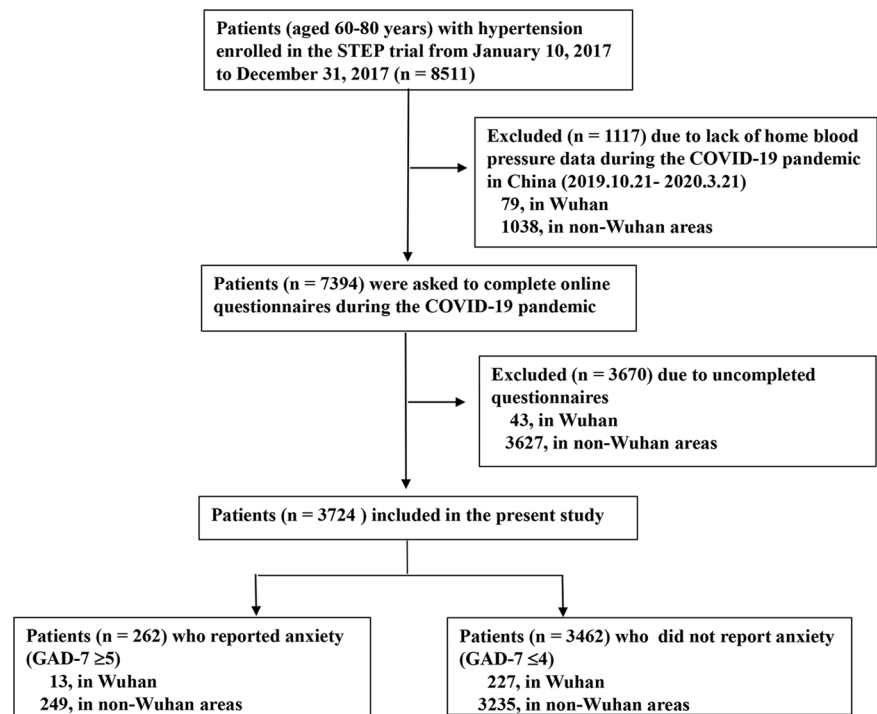 Patients (aged 60-80 years) with hypertension
enrolled in the STEP trial from January 10, 2017
to December 31, 2017 (n = 8511)
Excluded (n = 1117) due to lack of home blood
pressure data during the COVID-19 pandemic
in China (2019.10.21- 2020.3.21)
79, in Wuhan
1038, in non-Wuhan areas
Patients (n = 7394) were asked to complete online
questionnaires during the COVID-19 pandemic
Excluded (n = 3670) due to uncompleted
questionnaires
43, in Wuhan
3627, in non-Wuhan areas
Patients (n = 3724 ) included in the present study
Patients (n = 262) who reported anxiety
(GAD-7 ≥5)
13, in Wuhan
249, in non-Wuhan areas
Patients (n = 3462) who did not report anxiety
(GAD-7 ≤4)
227, in Wuhan
3235, in non-Wuhan areas